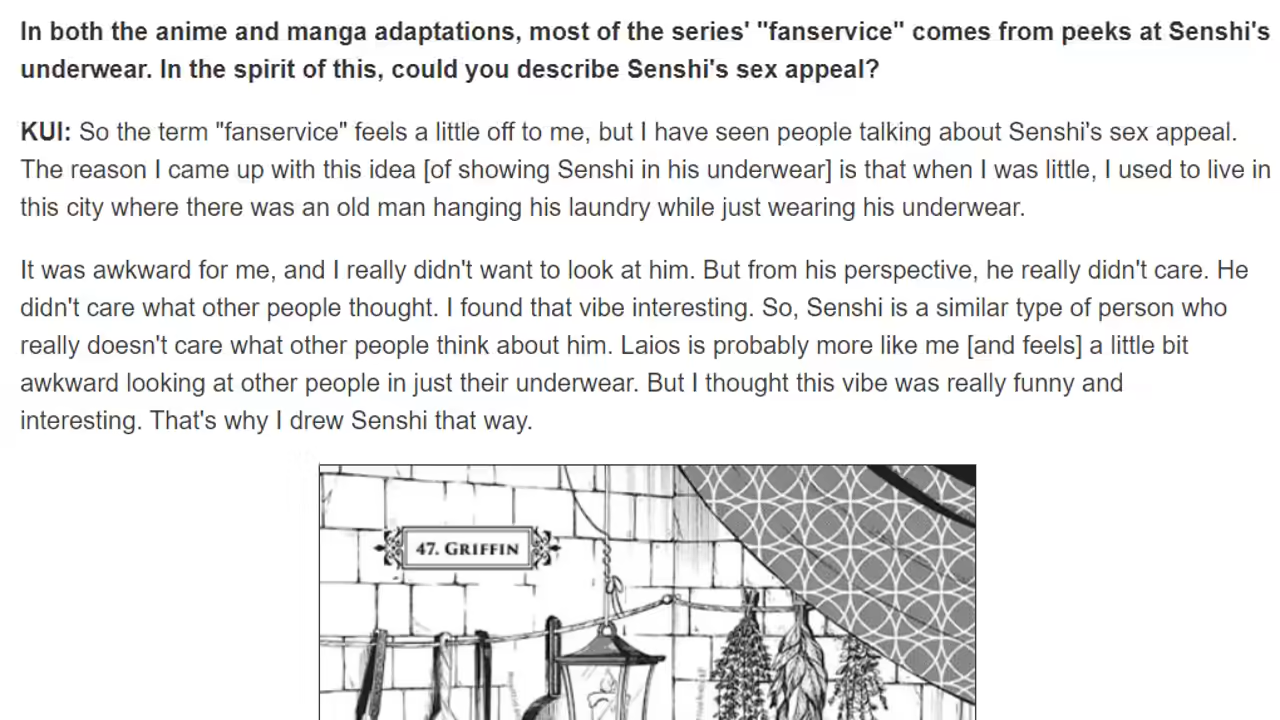 In both the anime and manga adaptations, most of the series' "fanservice" comes from peeks at Senshi's
underwear. In the spirit of this, could you describe Senshi's sex appeal?
KUI: So the term "fanservice" feels a little off to me, but I have seen people talking about Senshi's sex appeal.
The reason I came up with this idea [of showing Senshi in his underwear] is that when I was little, I used to live in
this city where there was an old man hanging his laundry while just wearing his underwear.
It was awkward for me, and I really didn't want to look at him. But from his perspective, he really didn't care. He
didn't care what other people thought. I found that vibe interesting. So, Senshi is a similar type of person who
really doesn't care what other people think about him. Laios is probably more like me [and feels] a little bit
awkward looking at other people in just their underwear. But I thought this vibe was really funny and
interesting. That's why I drew Senshi that way.
47. GRIFFIN